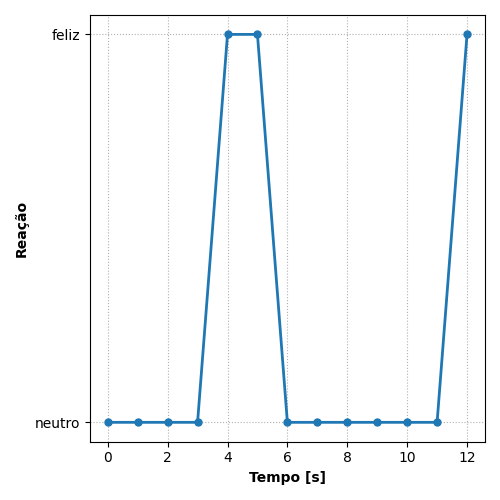 feliz
Reação
neutro
0 2 4 6 8 10 12
Tempo [s]